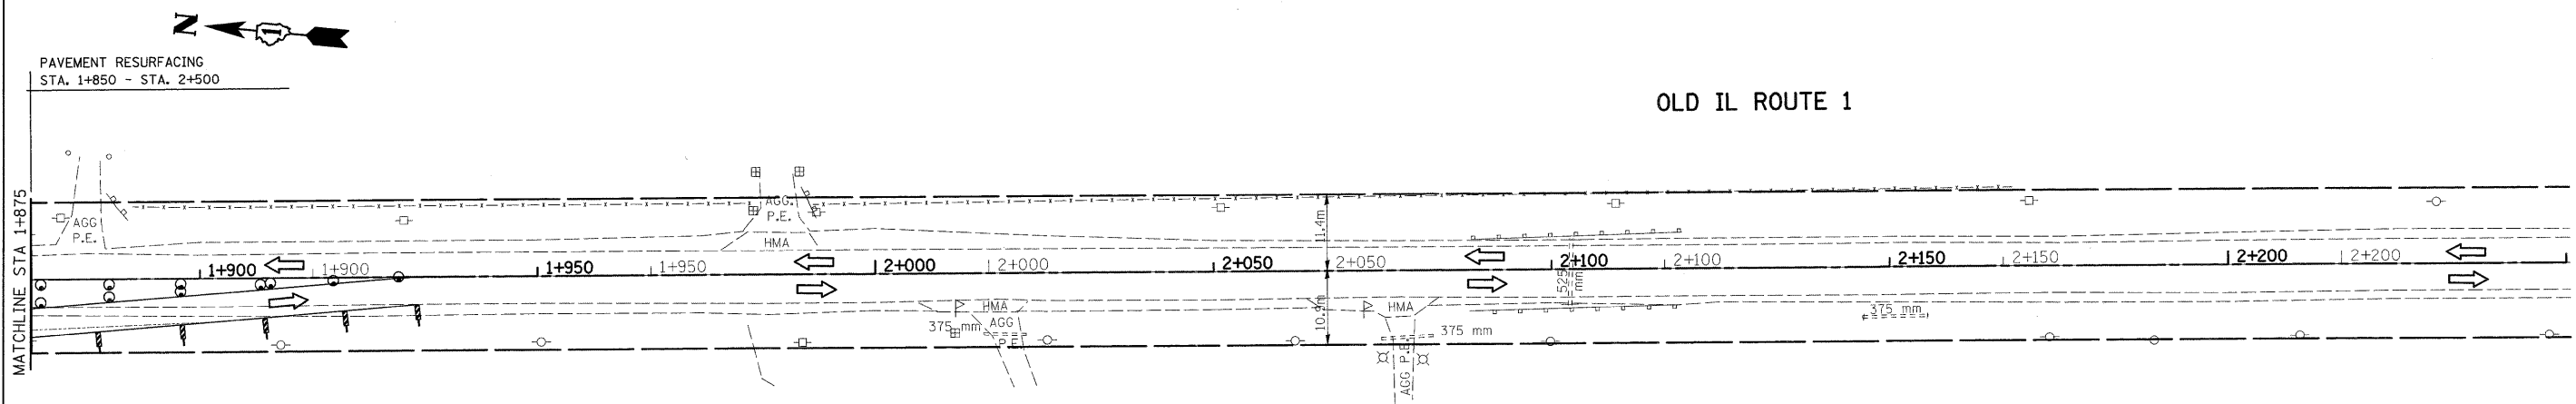 N
1
PAVEMENT RESURFACING
STA. 1+850 - STA. 2+500
OLD IL ROUTE 1
MATCHLINE STA 1+875
AGG
P.E.
AGG.
P.E.
HMA
11.4m
1+900 1+900 1+950 1+950 2+000 2+000 2+050 2+050 2+100 2+100 2+150 2+150 2+200 2+200
525
mm
10.9m
HMA
375 mm AGG
P.E.
HMA
375 mm
AGG P.E.
375 mm